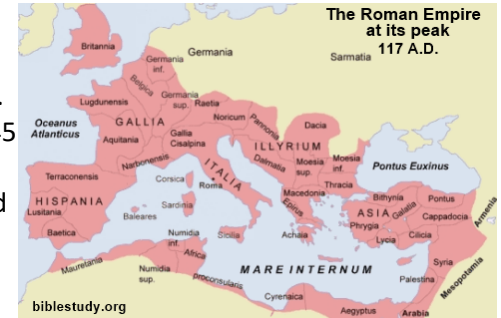 The Roman Empire
at its peak
117 A.D.
Britannia
Germania
Sarmatia
Germania
inf.
Belgica
Germania
sup.
Raetia
Lugdunensis
Noricum
Pannonia
Oceanus
Atlanticus
GALLIA
Gallia
Cisalpina
Dacia
Aquitania
ILLYRIUM
Narbonensis
Dalmatia
Moesia
sup.
Moesia
inf.
Pontus Euxinus
Terraconensis
Corsica
ITALIA
Roma
Thracia
Macedonia
Epirus
HISPANIA
Lusitania
Baleares
Sardinia
Bithynia
Pontus
ASIA
Galatia
Cappadocia
Armenia
Phrygia
Baetica
Sicilia
Achaia
Lycia
Cilicia
Numidia
inf.
Africa
Mauretania
Numidia
sup.
proconsularis
MARE INTERNUM
Syria
Mesopotamia
Palestina
Cyrenaica
Aegyptus
Arabia
biblestudy.org
.
5
d